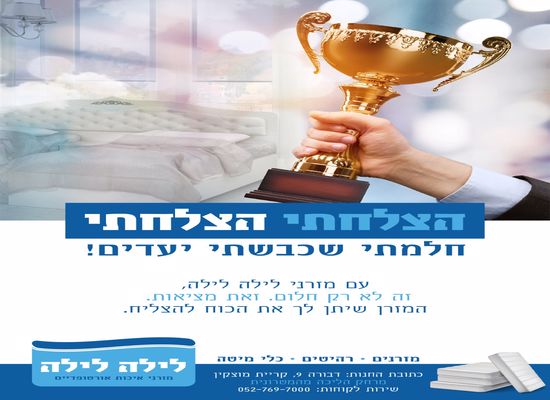 הצלחתי הצלחתי
חלמתי שכבשתי יעדים!
עם מזרני לילה לילה,
זה לא רק חלום. זאת מציאות.
המזרן שיתן לך את הכוח להצליח.
לילה לילה
מזרני איכות אורטופדיים
מזרנים - רהיטים - כלי מיטה
כתובת החנות: דבורה 9, קריית מוצקין
מרחק הליכה מהמטרונית
שירות לקוחות: 052-769-7000